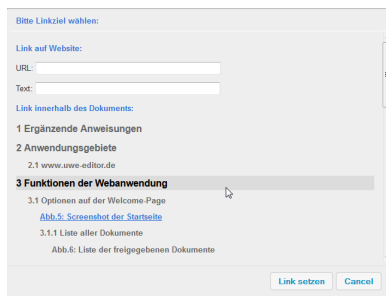 Bitte Linkziel wählen:
Link auf Website:
URL:
Text:
Link innerhalb des Dokuments:
1 Ergänzende Anweisungen
2 Anwendungsgebiete
2.1 www.uwe-editor.de
3 Funktionen der Webanwendung
3.1 Optionen auf der Welcome-Page
Abb.5: Screenshot der Startseite
3.1.1 Liste aller Dokumente
Abb.6: Liste der freigegebenen Dokumente
Link setzen Cancel